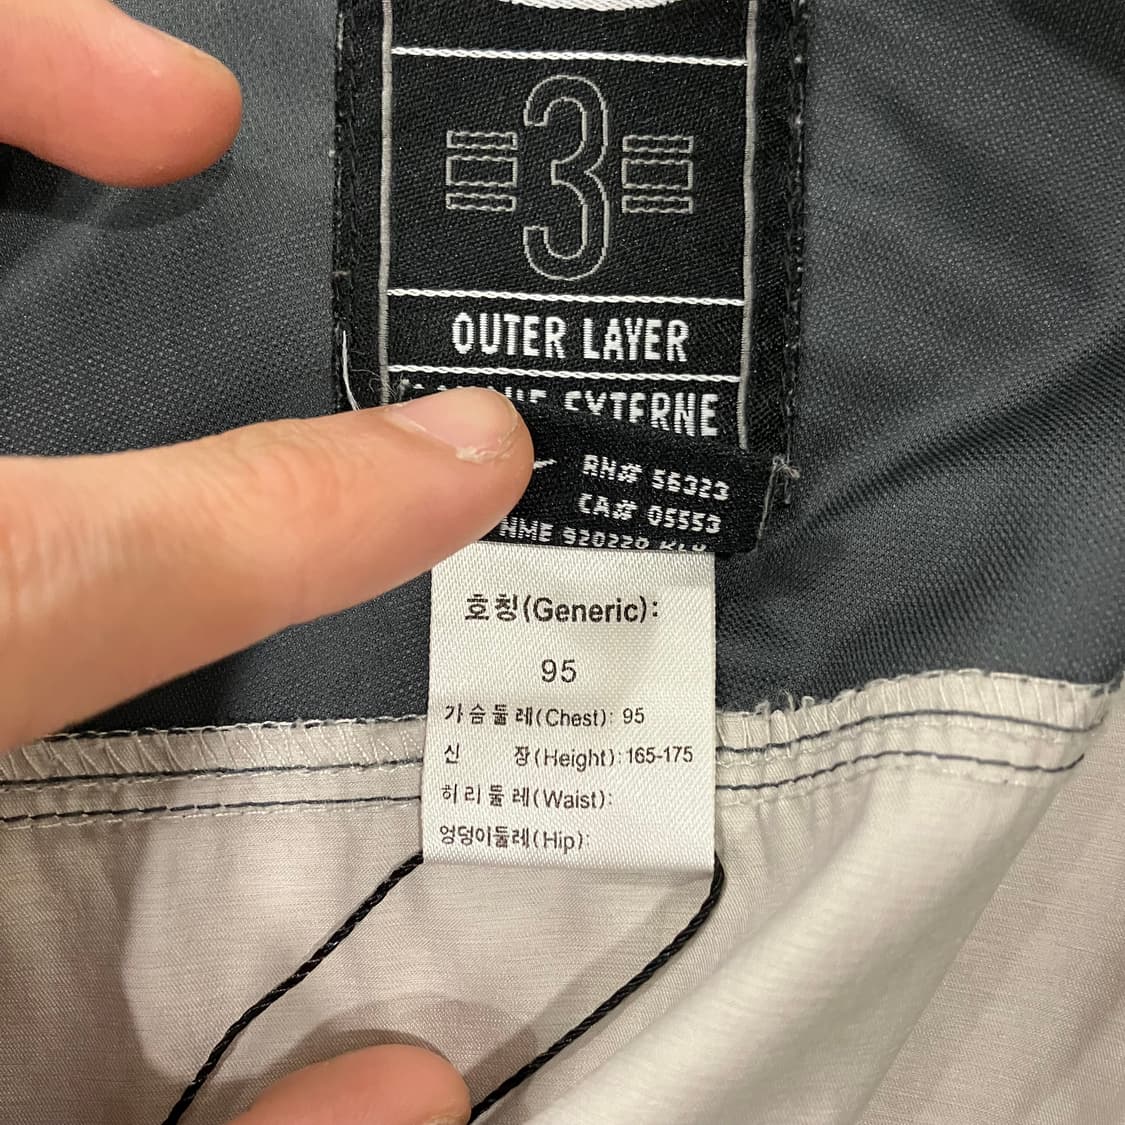 3
OUTER LAYER
EXTERNE
RN# 56323
CA# 05553
호칭(Generic):
95
가슴둘레(Chest): 95
신 장(Height): 165-175
허리둘레(Waist):
엉덩이둘레(Hip):